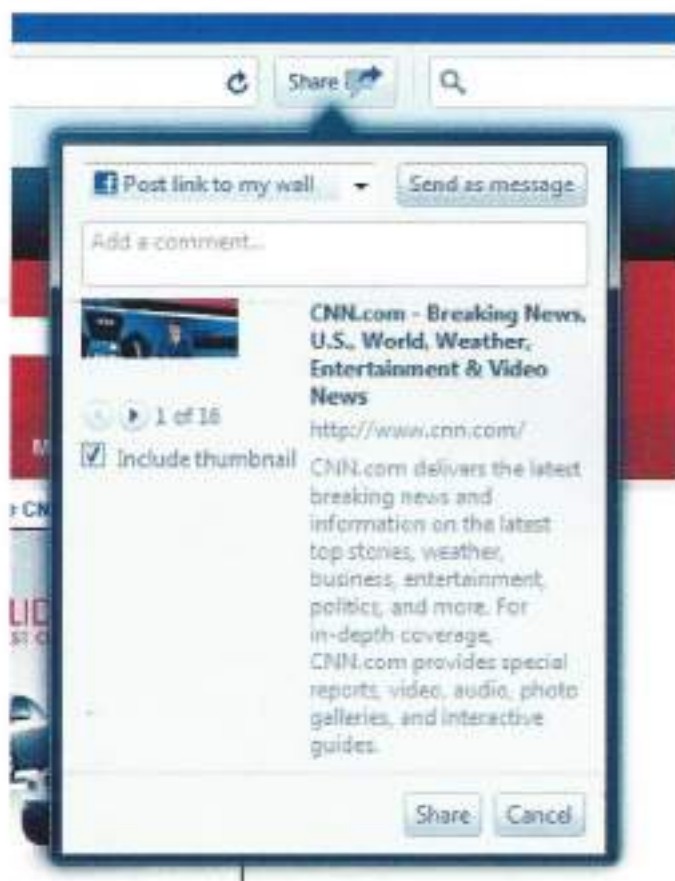 Share
Post link to my wall
Send as message
Add a comment...
CNN.com - Breaking News,
U.S., World, Weather,
Entertainment & Video
News
1 of 16
http://www.cnn.com/
Include thumbnail
CNN.com delivers the latest
breaking news and
information on the latest
top stories, weather,
business, entertainment,
politics, and more. For
in-depth coverage,
CNN.com provides special
reports, video, audio, photo
galleries, and interactive
guides.
Share
Cancel